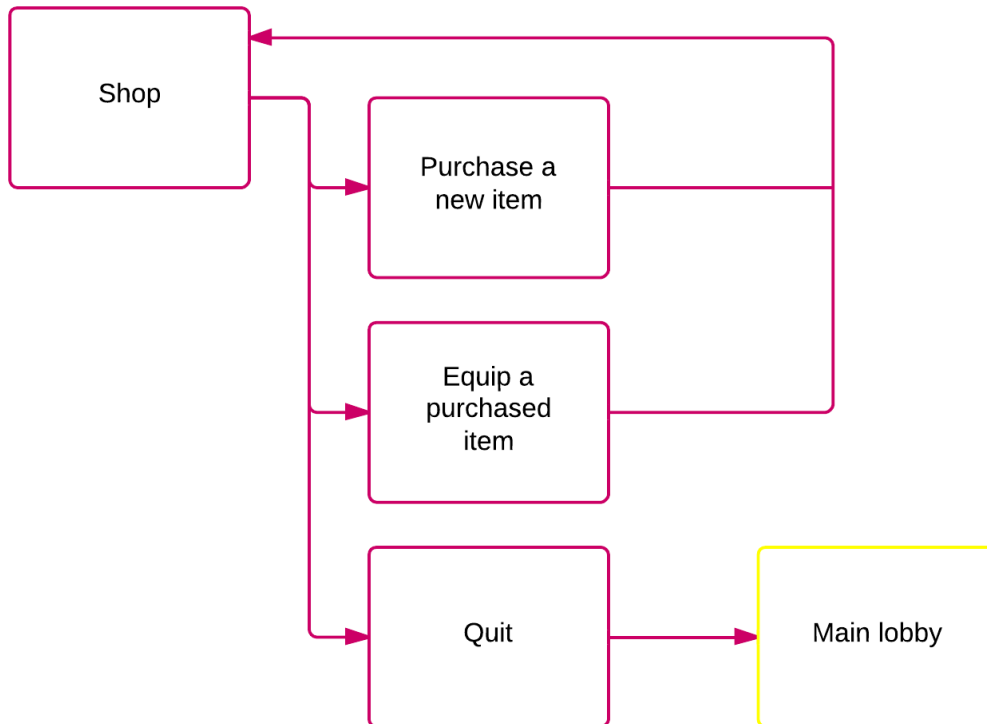 Shop
Purchase a
new item
Equip a
purchased
item
Quit
Main lobby